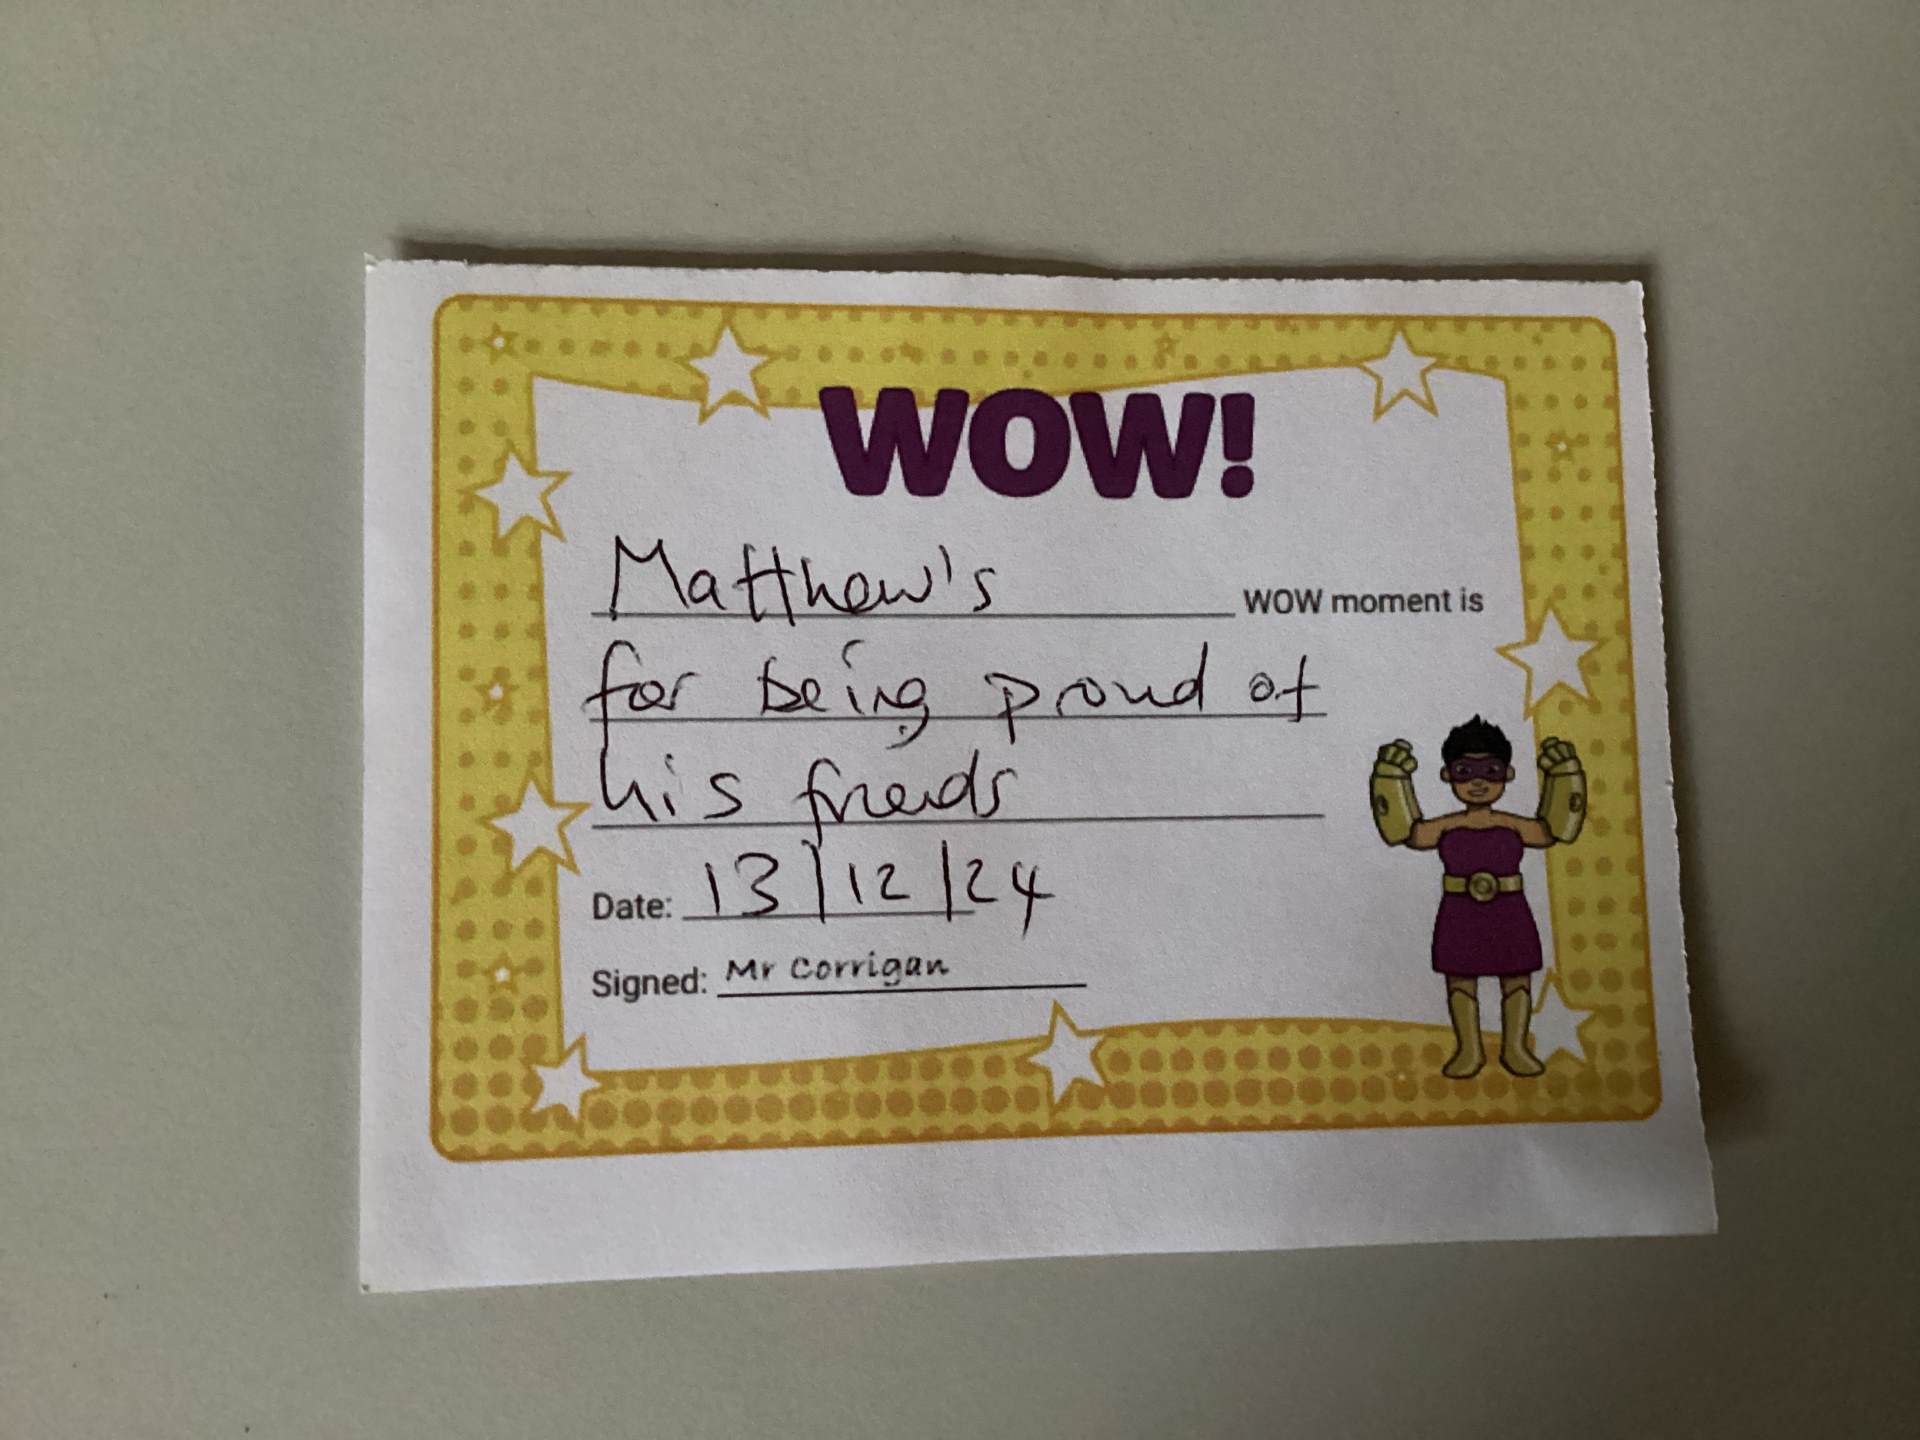 WOW!
Matthew's WOW moment is
for being proud of
his friends
Date: 13/12/24
Signed: Mr Corrigan